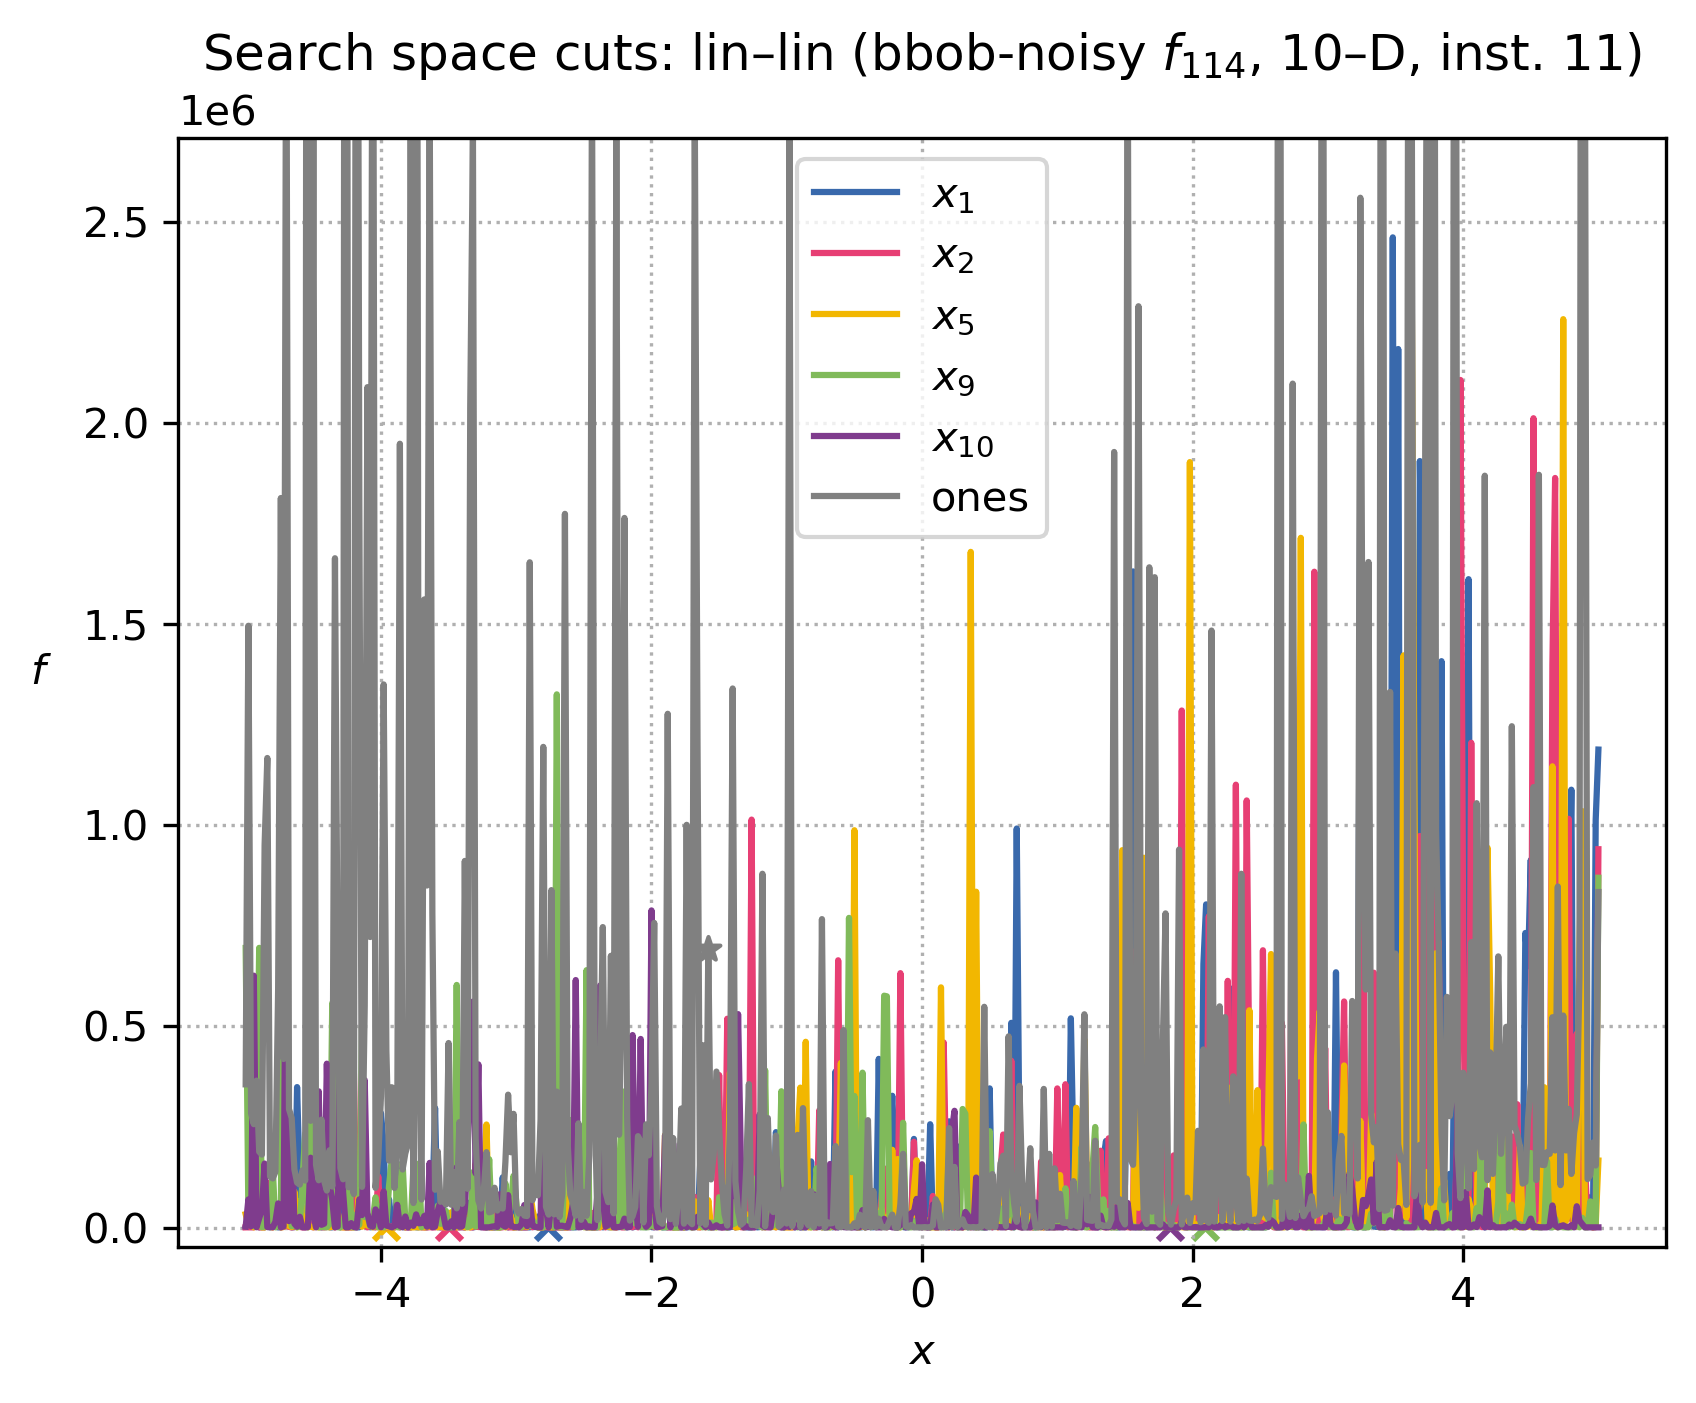 Search space cuts: lin–lin (bbob-noisy f₁₁₄, 10–D, inst. 11)
1e6
2.5
2.0
1.5
1.0
0.5
0.0
f
x₁
x₂
x₅
x₉
x₁₀
ones
−4
−2
0
2
4
x